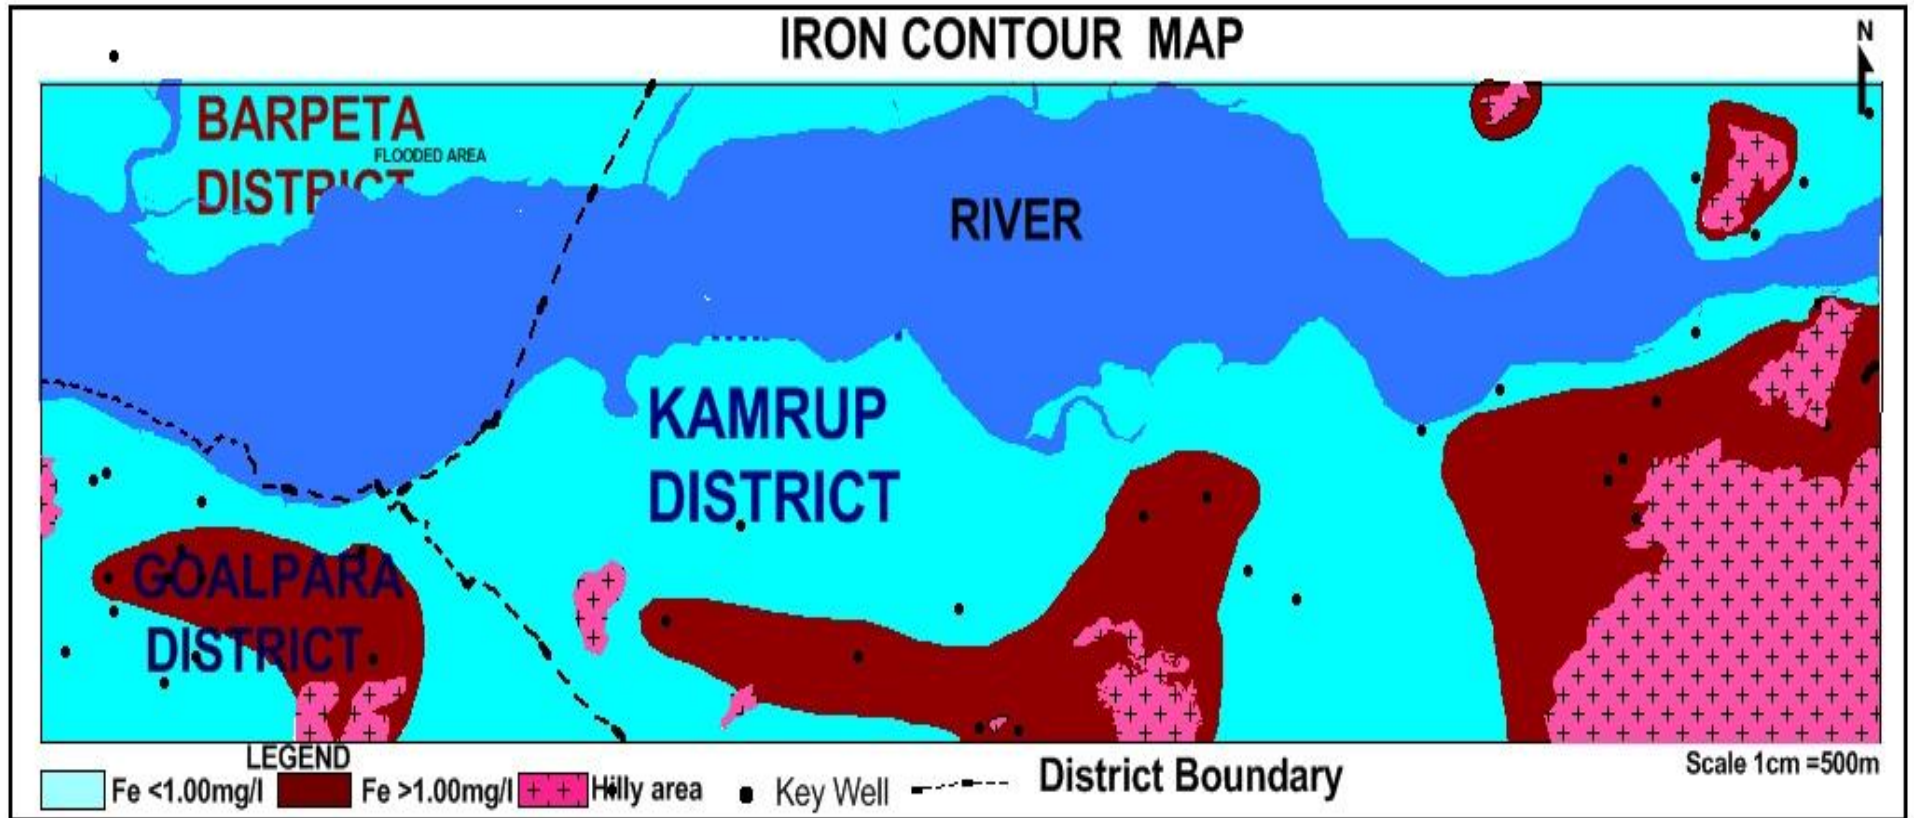 IRON CONTOUR MAP
N
BARPETA
FLOODED AREA
DISTRICT
RIVER
KAMRUP
DISTRICT
GOALPARA
DISTRICT
LEGEND
Fe <1.00mg/l
Fe >1.00mg/l
Hilly area
Key Well
District Boundary
Scale 1cm =500m